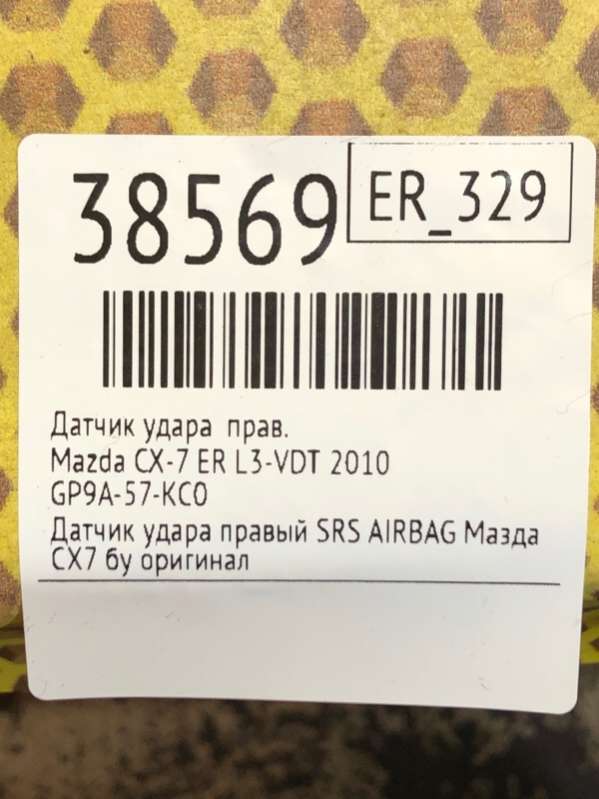 38569
ER_329
Датчик удара прав.
Mazda CX-7 ER L3-VDT 2010
GP9A-57-KC0
Датчик удара правый SRS AIRBAG Мазда
СХ7 бу оригинал